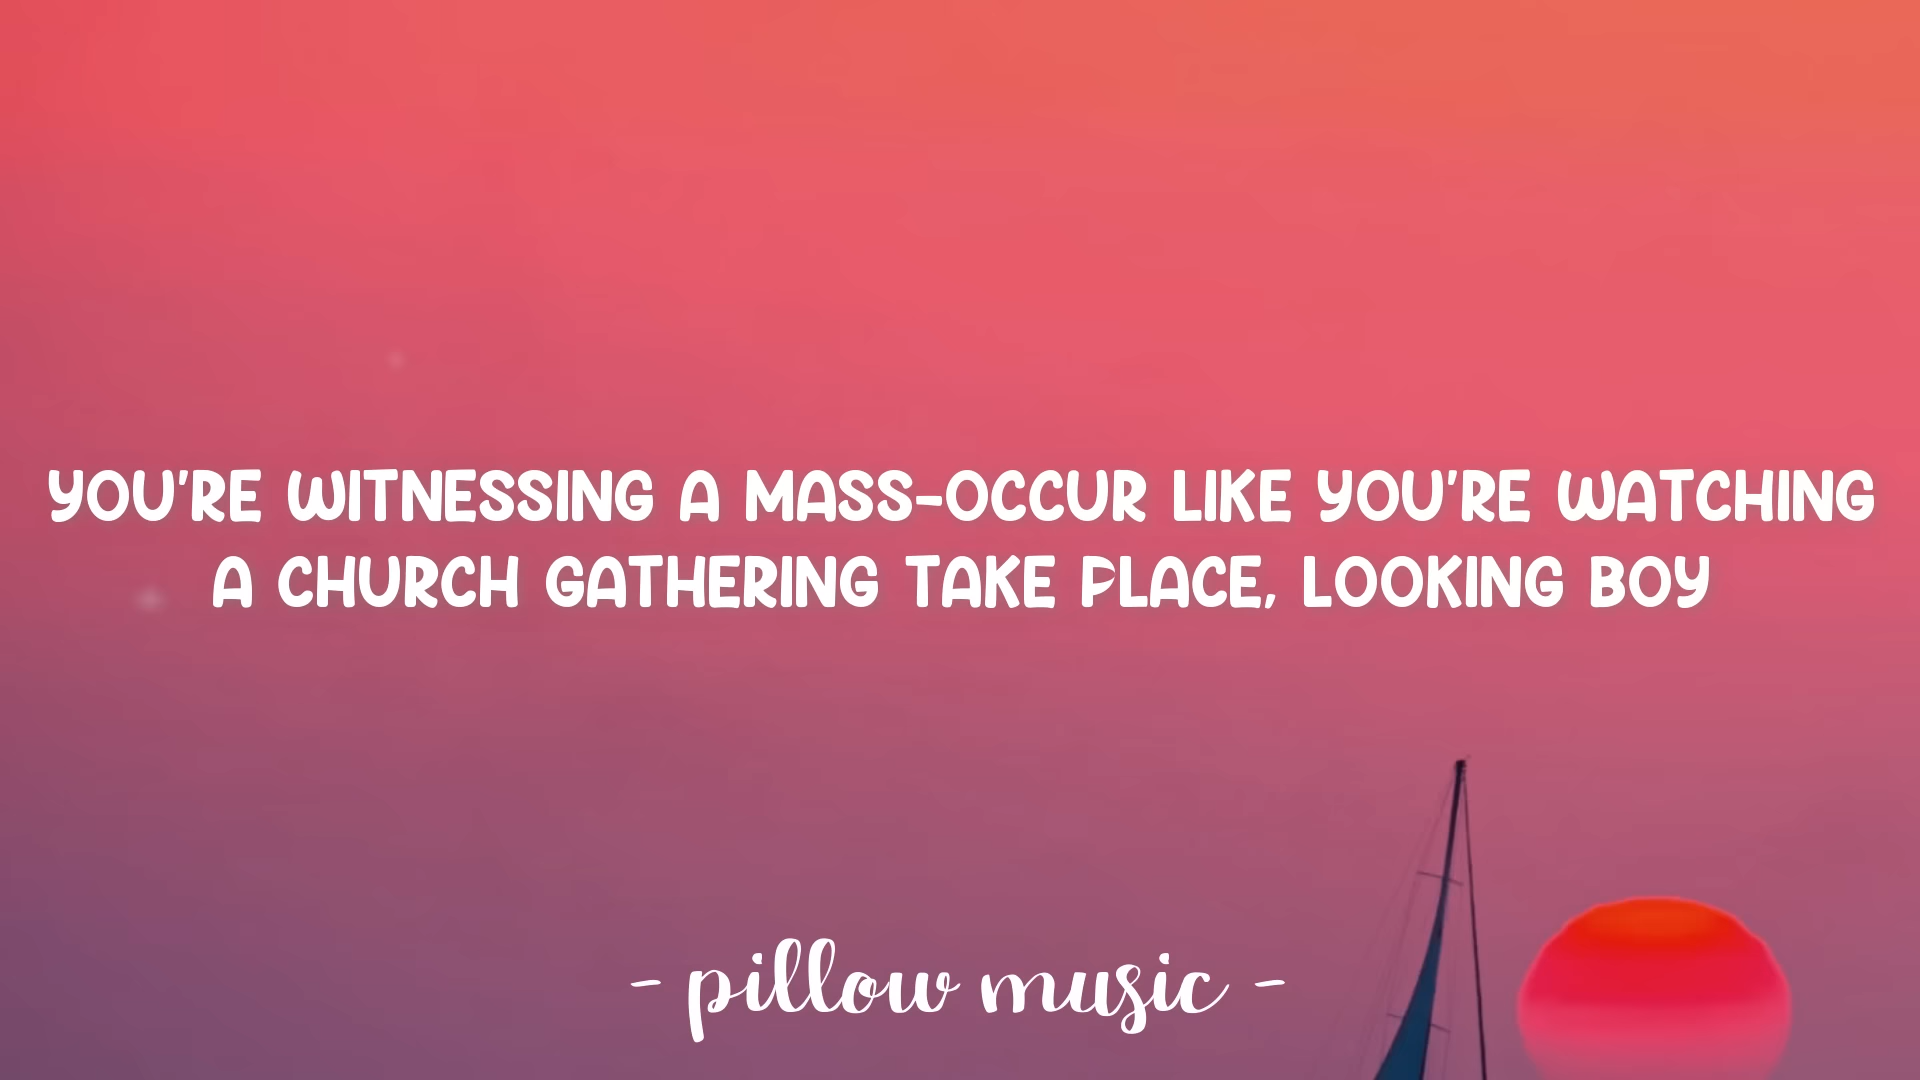 YOU'RE WITNESSING A MASS-OCCUR LIKE YOU'RE WATCHING
A CHURCH GATHERING TAKE PLACE, LOOKING BOY
- pillow music -